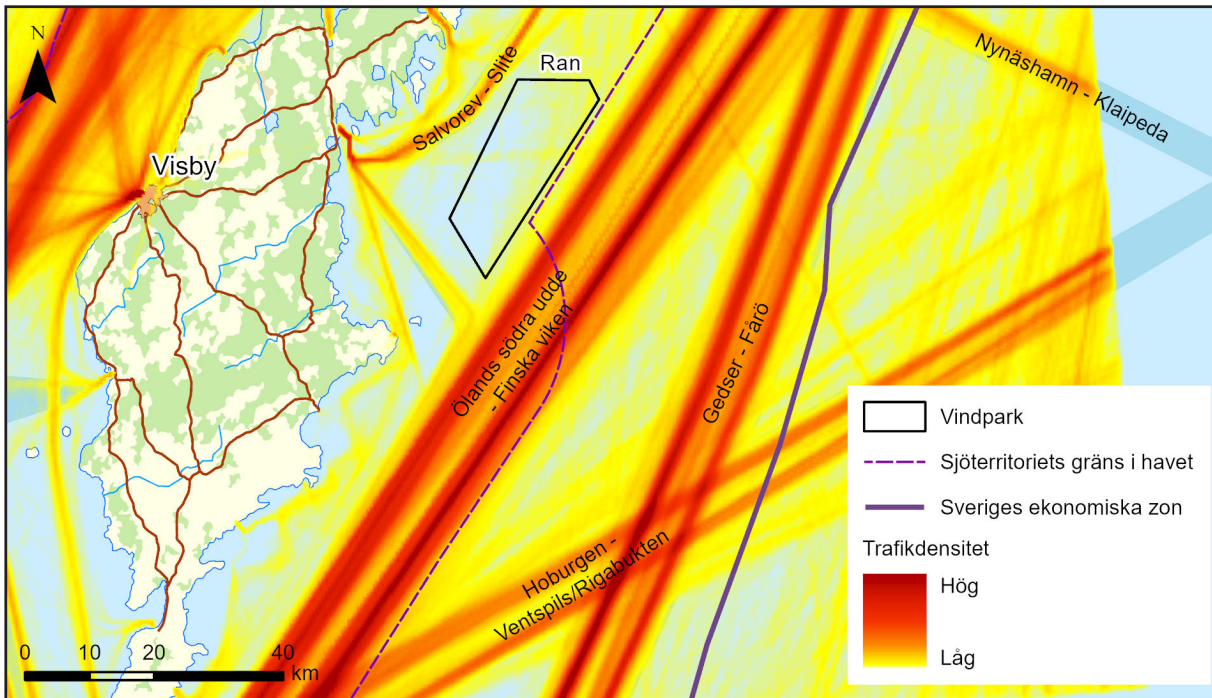 N
Ran
Nynäshamn - Klaipeda
Salvorev - Slite
Visby
Ölands södra udde
- Finska viken
Gedser - Fårö
Hoburgen -
Ventspils/Rigabukten
Vindpark
Sjöterritoriets gräns i havet
Sveriges ekonomiska zon
Trafikdensitet
Hög
Låg
0 10 20 40
km